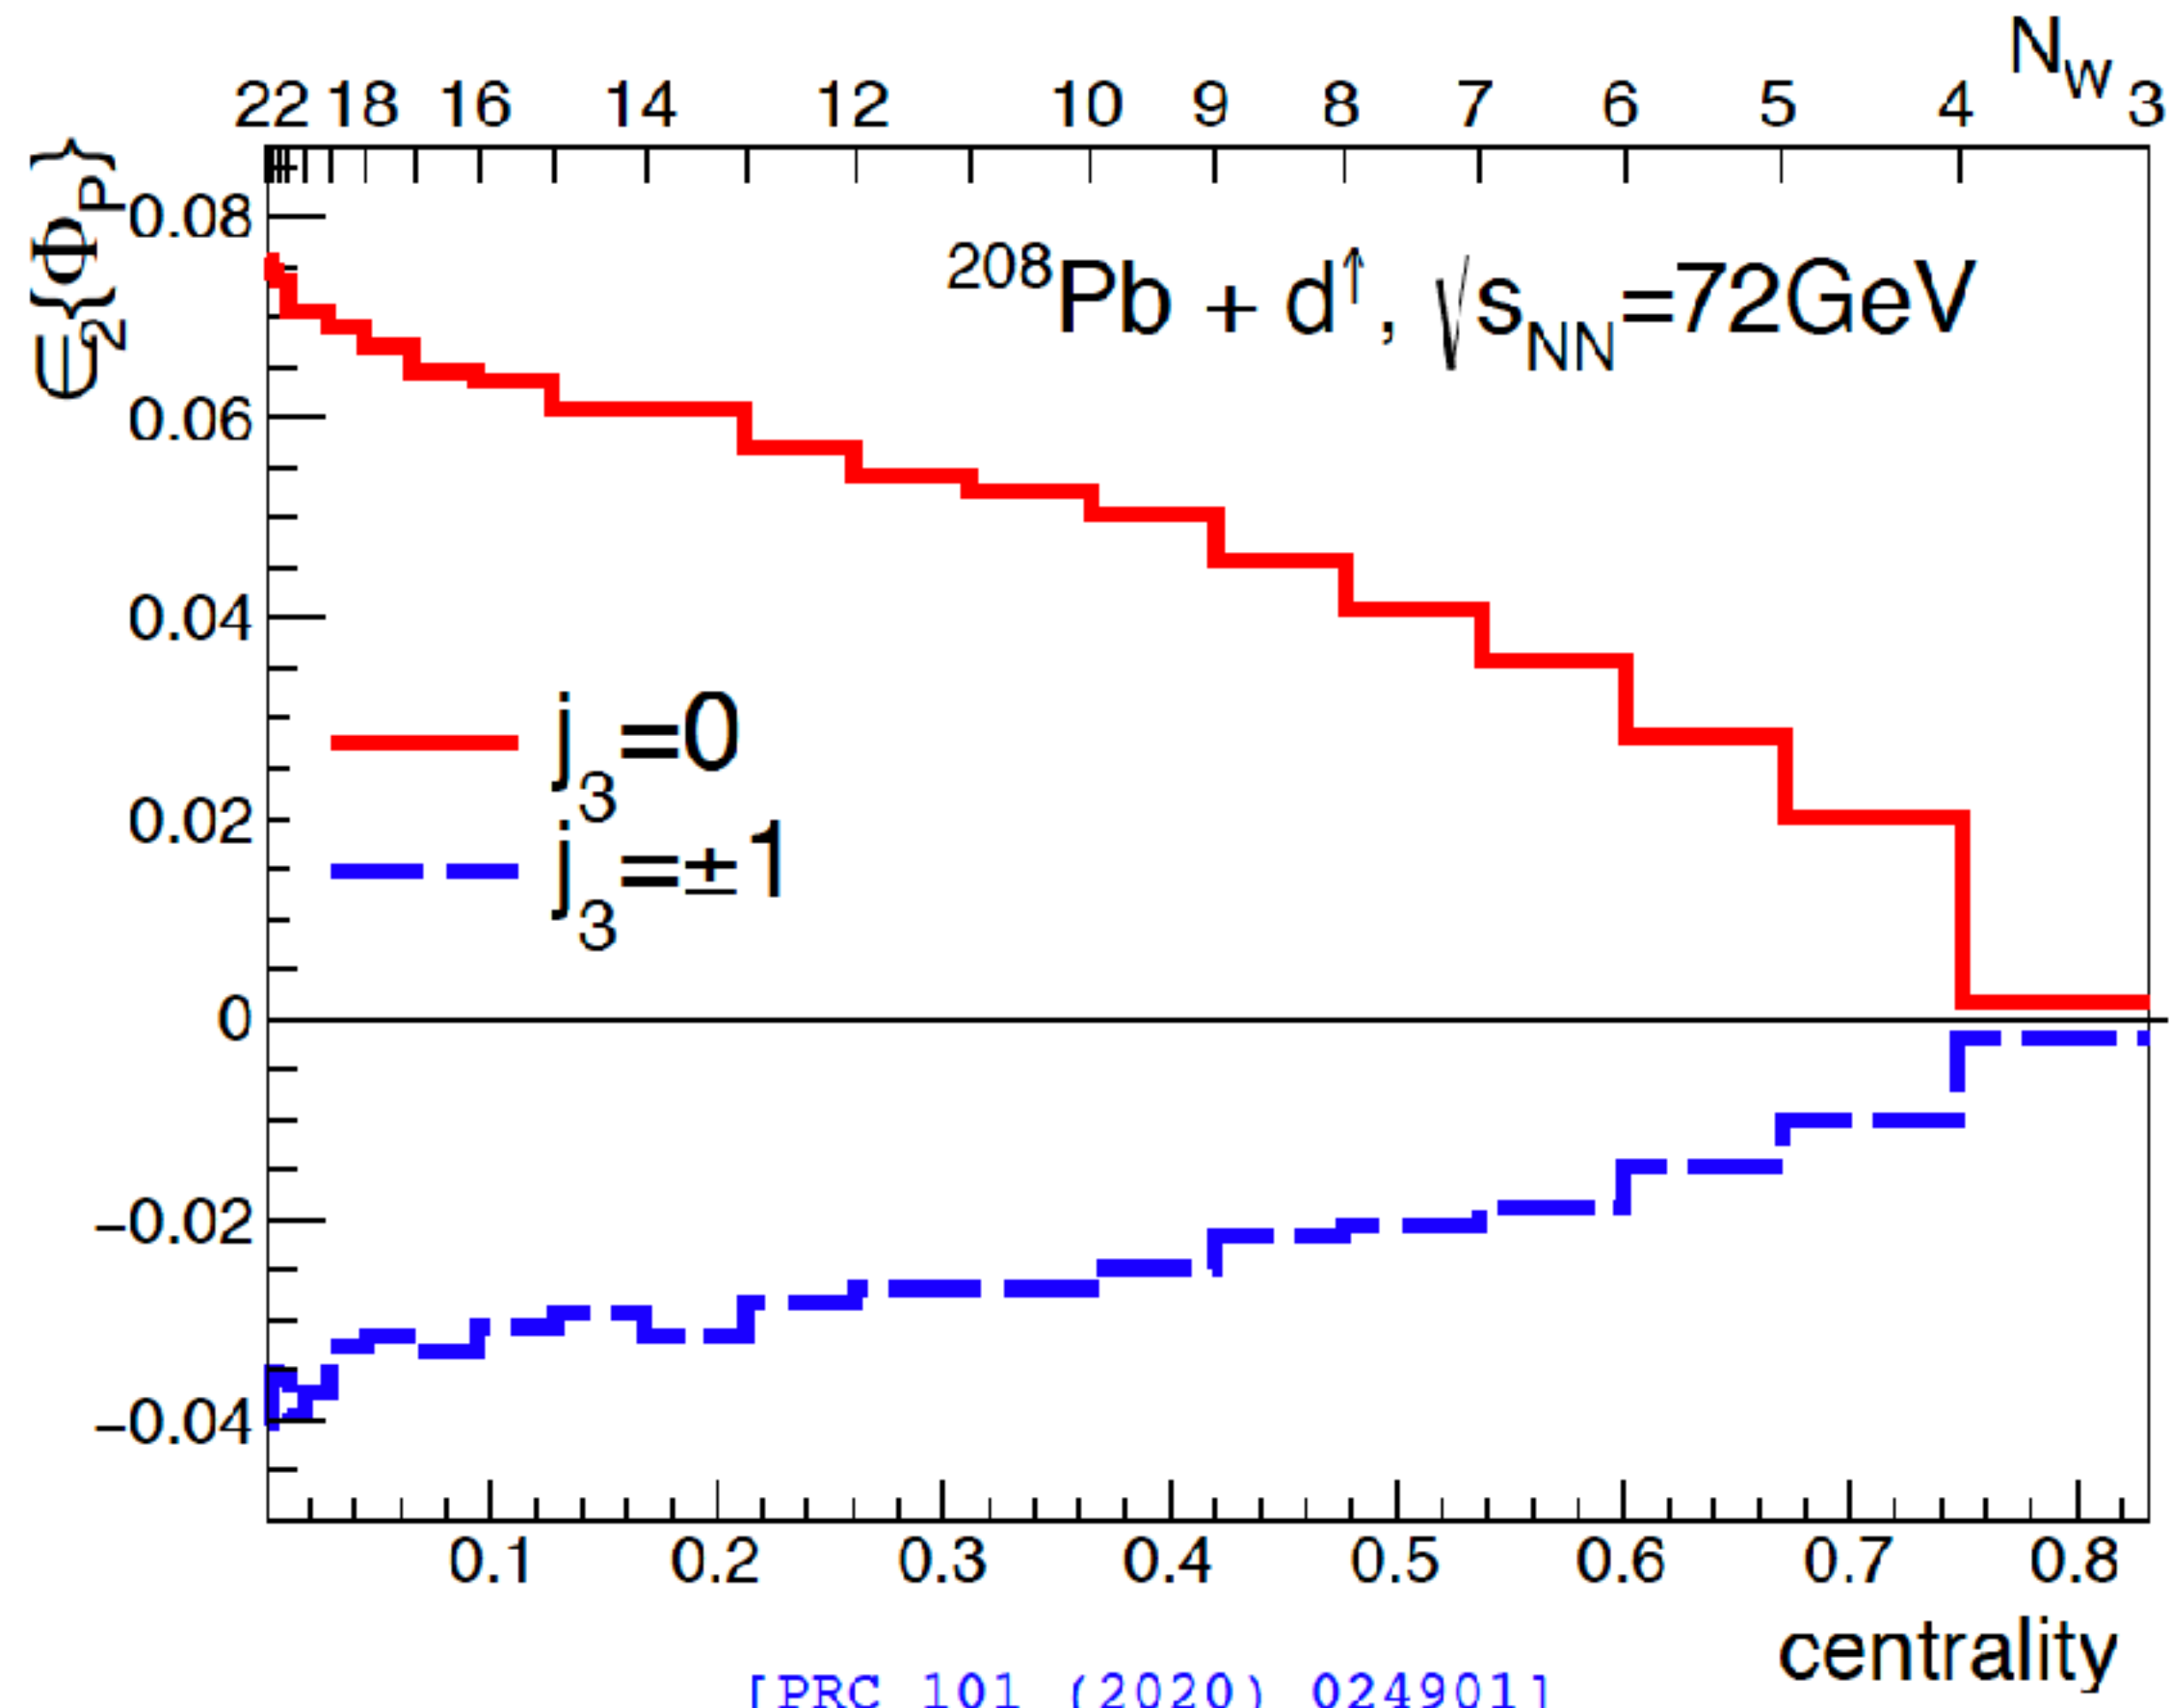 N_W
22 18 16 14 12 10 9 8 7 6 5 4 3
∈₂{Φ_P}
0.08
²⁰⁸Pb + d↑, √s_NN=72GeV
0.06
0.04
j₃=0
0.02
j₃=±1
0
−0.02
−0.04
0.1 0.2 0.3 0.4 0.5 0.6 0.7 0.8
centrality
[PRC 101 (2020) 024901]